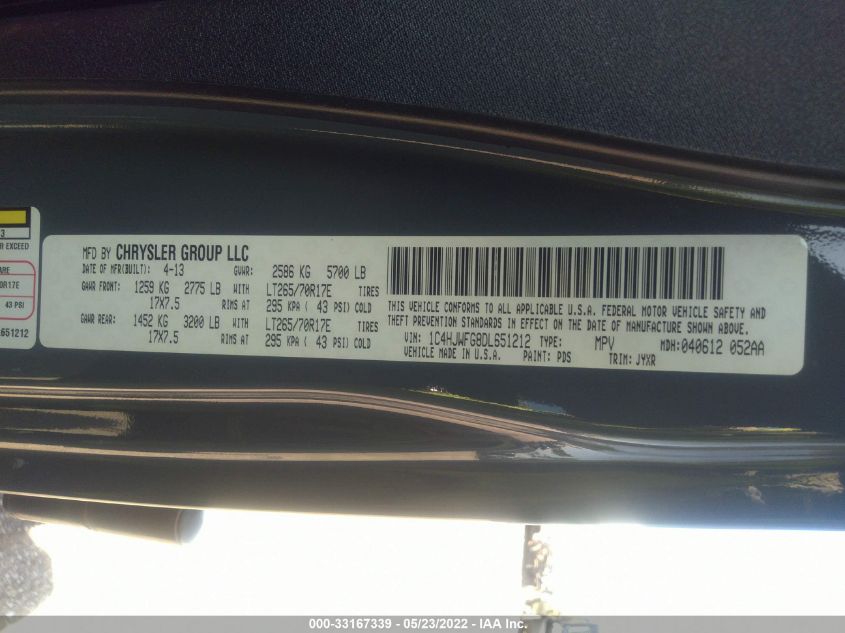 3
R EXCEED
ARE
0R17E
43 PSI
L651212
MFD BY CHRYSLER GROUP LLC
DATE OF MFR(BUILT): 4-13 GVWR: 2586 KG 5700 LB
GAWR FRONT: 1259 KG 2775 LB WITH LT265/70R17E TIRES
17X7.5 RIMS AT 295 KPA ( 43 PSI) COLD
GAWR REAR: 1452 KG 3200 LB WITH LT265/70R17E TIRES
17X7.5 RIMS AT 295 KPA ( 43 PSI) COLD
THIS VEHICLE CONFORMS TO ALL APPLICABLE U.S.A. FEDERAL MOTOR VEHICLE SAFETY AND
THEFT PREVENTION STANDARDS IN EFFECT ON THE DATE OF MANUFACTURE SHOWN ABOVE.
VIN: 1C4HJWFG8DL651212 TYPE: MPV MDH: 040612 052AA
VEHICLE MADE IN U.S.A. PAINT: PDS TRIM: JYXR
000-33167339 - 05/23/2022 - IAA Inc.